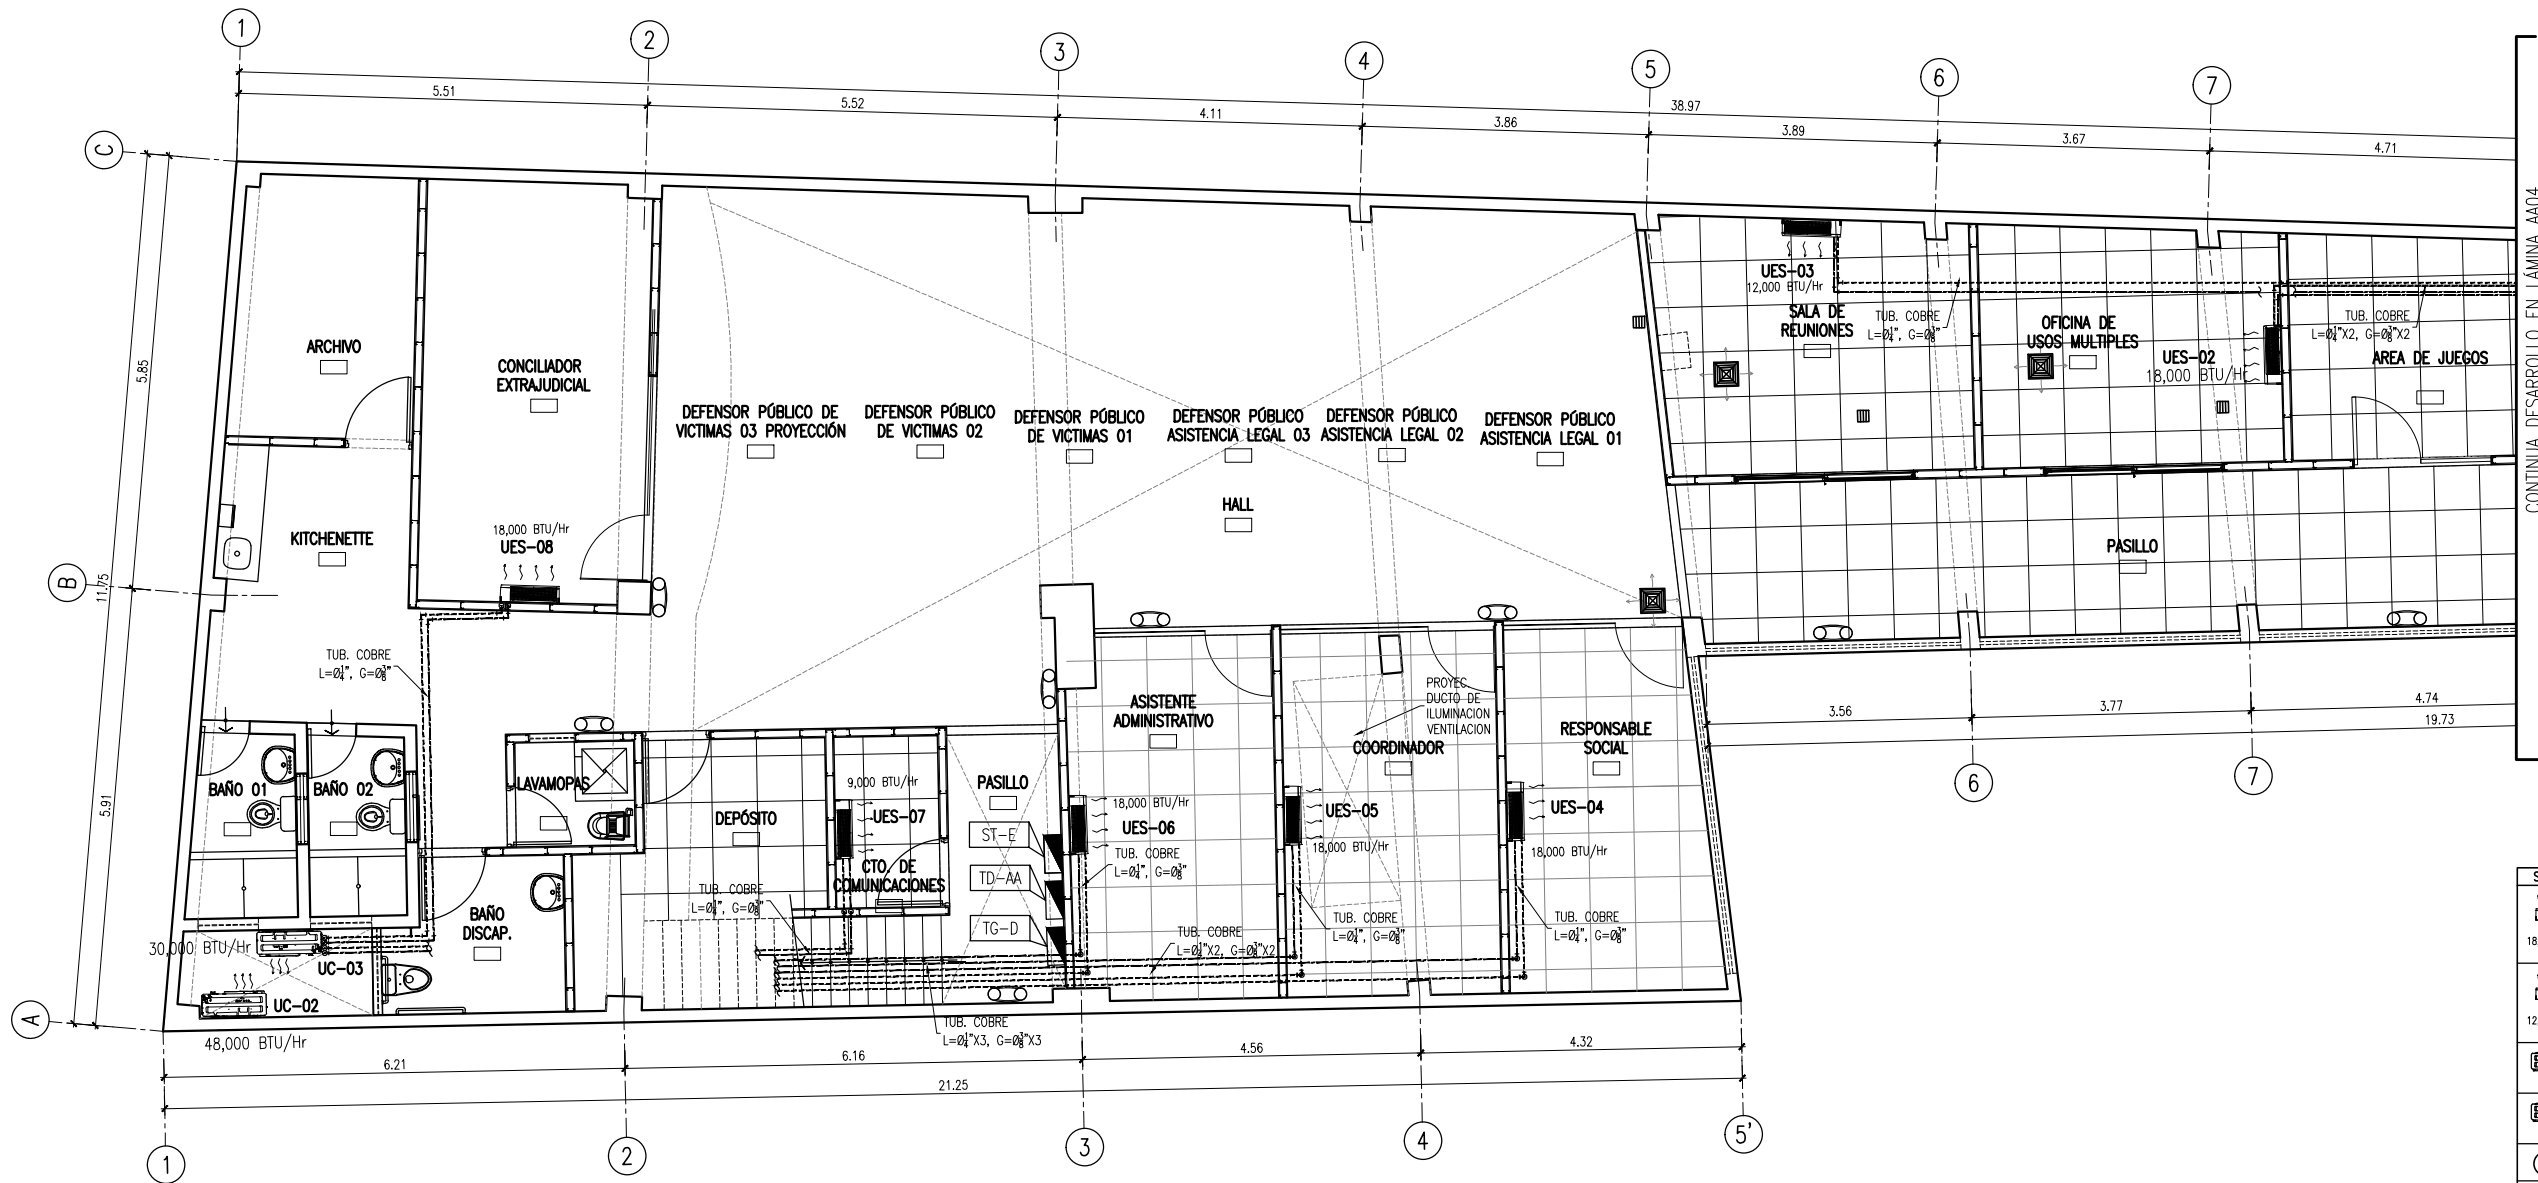 1
2
3
4
5
6
7
5.51
5.52
4.11
38.97
3.86
3.89
3.67
4.71
C
B
A
5.85
11.75
5.91
ARCHIVO
CONCILIADOR
EXTRAJUDICIAL
DEFENSOR PÚBLICO DE
VICTIMAS 03 PROYECCIÓN
DEFENSOR PÚBLICO
DE VICTIMAS 02
DEFENSOR PÚBLICO
DE VICTIMAS 01
DEFENSOR PÚBLICO
ASISTENCIA LEGAL 03
DEFENSOR PÚBLICO
ASISTENCIA LEGAL 02
DEFENSOR PÚBLICO
ASISTENCIA LEGAL 01
HALL
UES-03
12,000 BTU/Hr
SALA DE
REUNIONES
TUB. COBRE
L=Ø1/4", G=Ø3/8"
OFICINA DE
USOS MULTIPLES
UES-02
18,000 BTU/Hr
TUB. COBRE
L=Ø1/4"X2, G=Ø3/8"X2
AREA DE JUEGOS
CONTINUA DESARROLLO EN LÁMINA AA04
PASILLO
KITCHENETTE
18,000 BTU/Hr
UES-08
TUB. COBRE
L=Ø1/4", G=Ø3/8"
BAÑO 01
BAÑO 02
LAVAMOPAS
DEPÓSITO
9,000 BTU/Hr
UES-07
CTO. DE
COMUNICACIONES
PASILLO
ST-E
TD-AA
TG-D
ASISTENTE
ADMINISTRATIVO
18,000 BTU/Hr
UES-06
TUB. COBRE
L=Ø1/4", G=Ø3/8"
PROYEC
DUCTO DE
ILUMINACION
VENTILACION
COORDINADOR
UES-05
18,000 BTU/Hr
TUB. COBRE
L=Ø1/4", G=Ø3/8"
RESPONSABLE
SOCIAL
UES-04
18,000 BTU/Hr
TUB. COBRE
L=Ø1/4", G=Ø3/8"
TUB. COBRE
L=Ø1/4", G=Ø3/8"
TUB. COBRE
L=Ø1/4"X2, G=Ø3/8"X2
TUB. COBRE
L=Ø1/4"X3, G=Ø3/8"X3
BAÑO
DISCAP.
30,000 BTU/Hr
UC-03
UC-02
48,000 BTU/Hr
3.56
3.77
4.74
19.73
6
7
6.21
6.16
4.56
4.32
21.25
1
2
3
4
5'
S
18,
12,